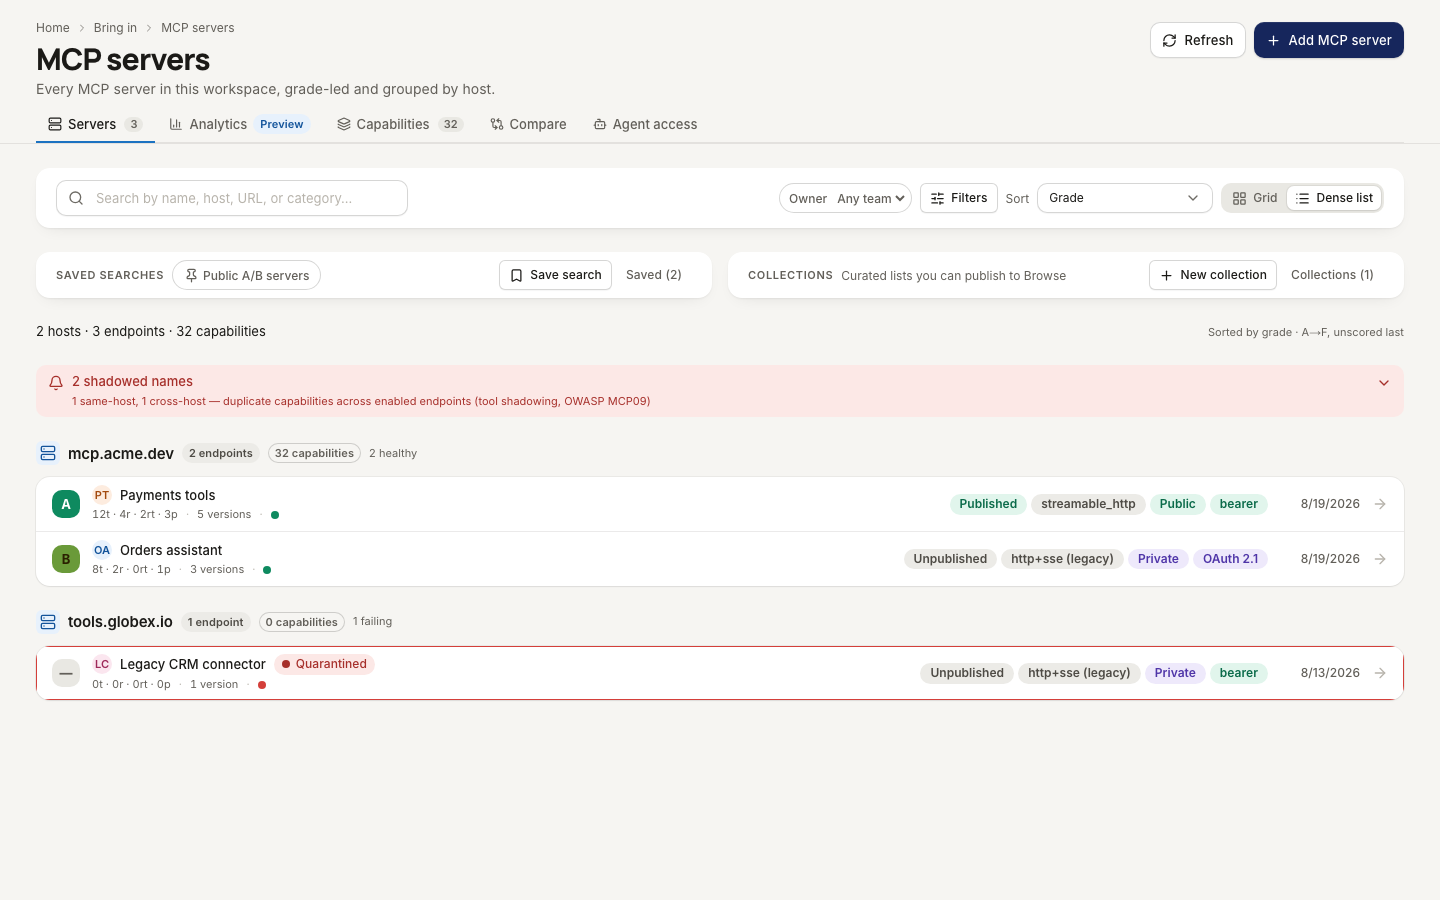 Home > Bring in > MCP servers
MCP servers
Every MCP server in this workspace, grade-led and grouped by host.
Refresh
Add MCP server
Servers 3
Analytics Preview
Capabilities 32
Compare
Agent access
Search by name, host, URL, or category...
Owner Any team
Filters
Sort Grade
Grid
Dense list
SAVED SEARCHES Public A/B servers
Save search
Saved (2)
COLLECTIONS Curated lists you can publish to Browse
New collection
Collections (1)
2 hosts · 3 endpoints · 32 capabilities
Sorted by grade · A→F, unscored last
2 shadowed names
1 same-host, 1 cross-host — duplicate capabilities across enabled endpoints (tool shadowing, OWASP MCP09)
mcp.acme.dev 2 endpoints 32 capabilities 2 healthy
A PT Payments tools
12t · 4r · 2rt · 3p · 5 versions ·
Published streamable_http Public bearer 8/19/2026
B OA Orders assistant
8t · 2r · 0rt · 1p · 3 versions ·
Unpublished http+sse (legacy) Private OAuth 2.1 8/19/2026
tools.globex.io 1 endpoint 0 capabilities 1 failing
— LC Legacy CRM connector Quarantined
0t · 0r · 0rt · 0p · 1 version ·
Unpublished http+sse (legacy) Private bearer 8/13/2026